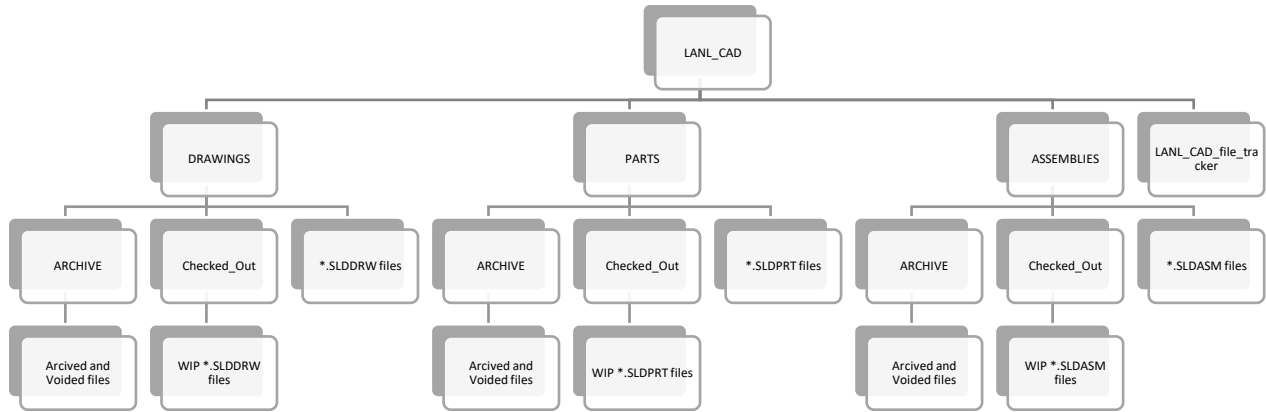 LANL_CAD
DRAWINGS
PARTS
ASSEMBLIES
LANL_CAD_file_tra
cker
ARCHIVE
Checked_Out
*.SLDDRW files
ARCHIVE
Checked_Out
*.SLDPRT files
ARCHIVE
Checked_Out
*.SLDASM files
Arcived and
Voided files
WIP *.SLDDRW
files
Arcived and
Voided files
WIP *.SLDPRT files
Arcived and
Voided files
WIP *.SLDASM
files